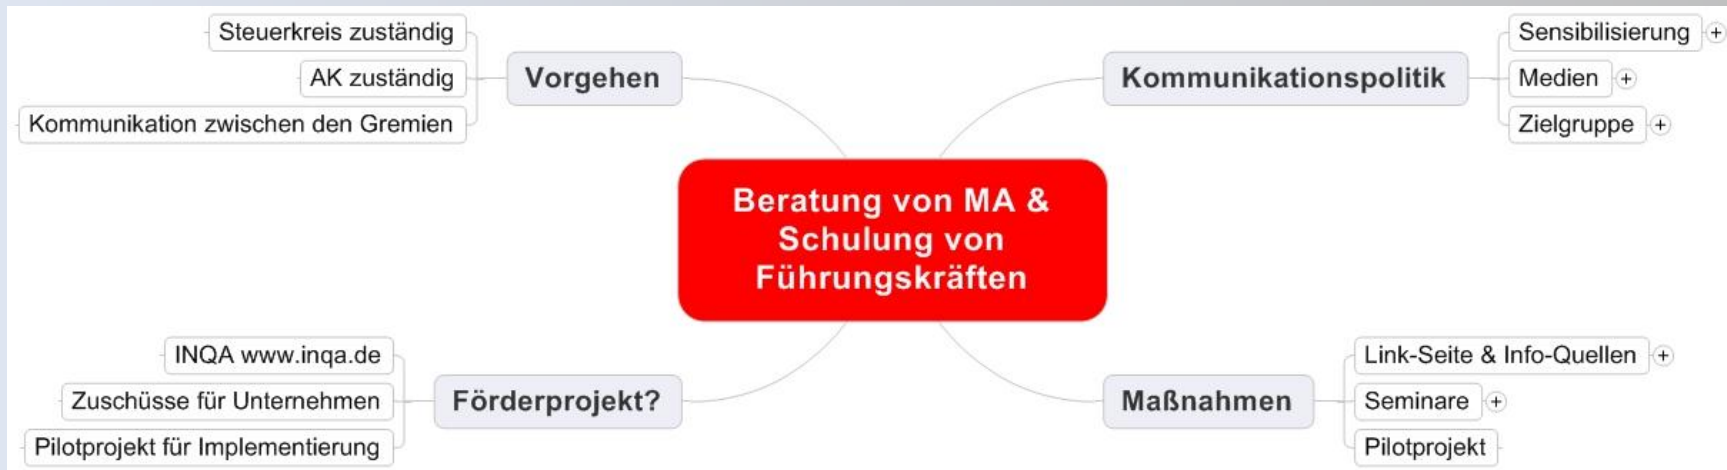 Steuerkreis zuständig
AK zuständig
Kommunikation zwischen den Gremien
Vorgehen
Kommunikationspolitik
Sensibilisierung
Medien
Zielgruppe
Beratung von MA &
Schulung von
Führungskräften
INQA www.inqa.de
Zuschüsse für Unternehmen
Pilotprojekt für Implementierung
Förderprojekt?
Maßnahmen
Link-Seite & Info-Quellen
Seminare
Pilotprojekt